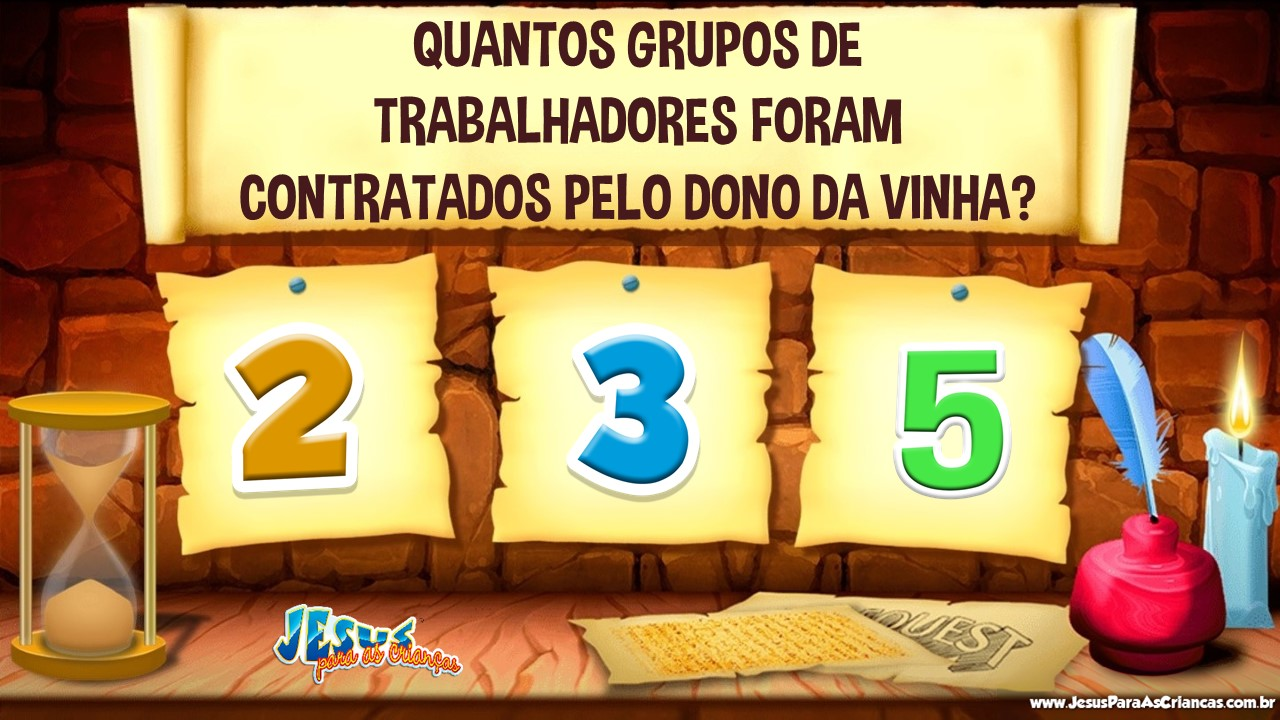 QUANTOS GRUPOS DE
TRABALHADORES FORAM
CONTRATADOS PELO DONO DA VINHA?
2 3 5
JESUS
para as crianças
QUEST
www.JesusParaAsCriancas.com.br